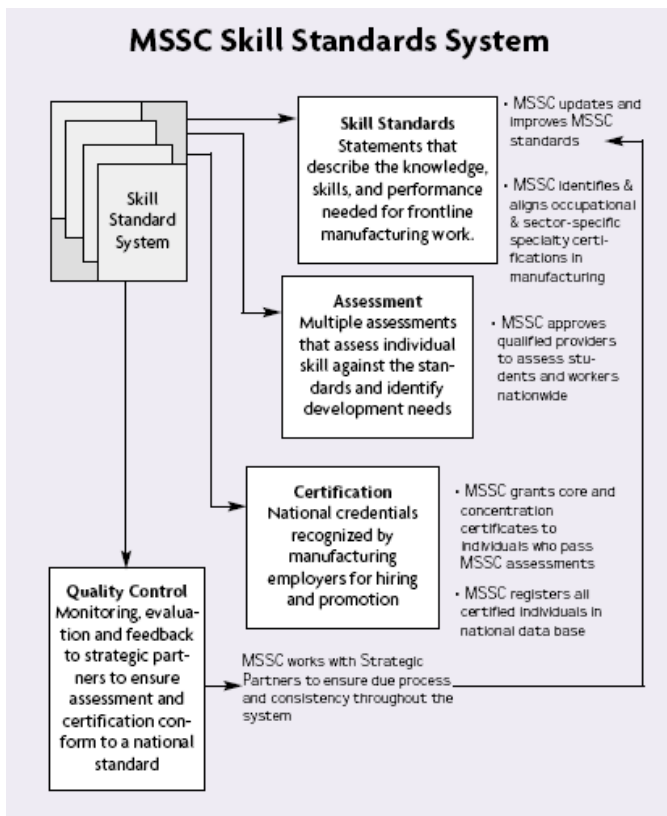 MSSC Skill Standards System
Skill
Standard
System
Skill Standards
Statements that
describe the knowledge,
skills, and performance
needed for frontline
manufacturing work.
• MSSC updates and
improves MSSC
standards
• MSSC identifies &
aligns occupational
& sector-specific
specialty certi-
fications in
manufacturing
Assessment
Multiple assessments
that assess individual
skill against the stan-
dards and identify
development needs
• MSSC approves
qualified providers
to assess stu-
dents and workers
nationwide
Certification
National credentials
recognized by
manufacturing
employers for hiring
and promotion
• MSSC grants core and
concentration
certificates to
individuals who pass
MSSC assessments
• MSSC registers all
certified individuals in
national data base
Quality Control
Monitoring, evalua-
tion and feedback
to strategic part-
ners to ensure
assessment and
certification con-
form to a national
standard
MSSC works with Strategic
Partners to ensure due process
and consistency throughout the
system